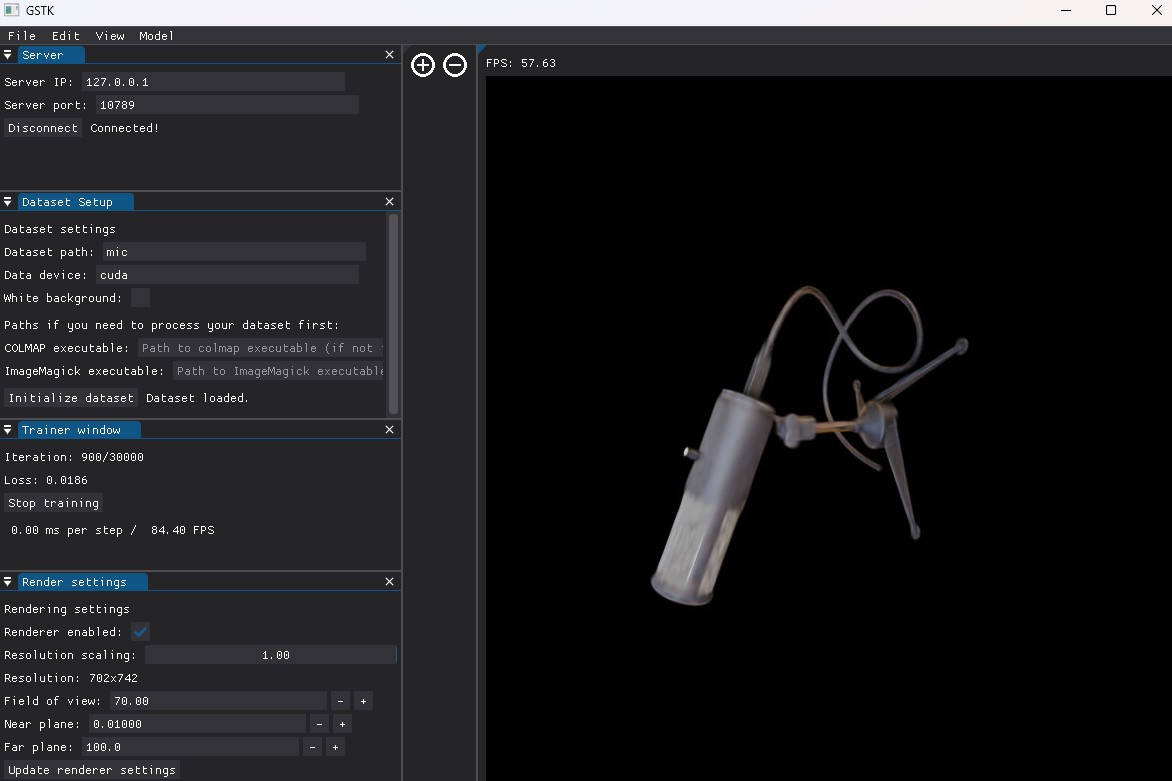 GSTK
File Edit View Model
Server
Server IP: 127.0.0.1
Server port: 10789
Disconnect Connected!
Dataset Setup
Dataset settings
Dataset path: mic
Data device: cuda
White background:
Paths if you need to process your dataset first:
COLMAP executable: Path to colmap executable (if not
ImageMagick executable: Path to ImageMagick executable
Initialize dataset Dataset loaded.
Trainer window
Iteration: 900/30000
Loss: 0.0186
Stop training
0.00 ms per step / 84.40 FPS
Render settings
Rendering settings
Renderer enabled:
Resolution scaling: 1.00
Resolution: 702x742
Field of view: 70.00 - +
Near plane: 0.01000 - +
Far plane: 100.0 - +
Update renderer settings
FPS: 57.63